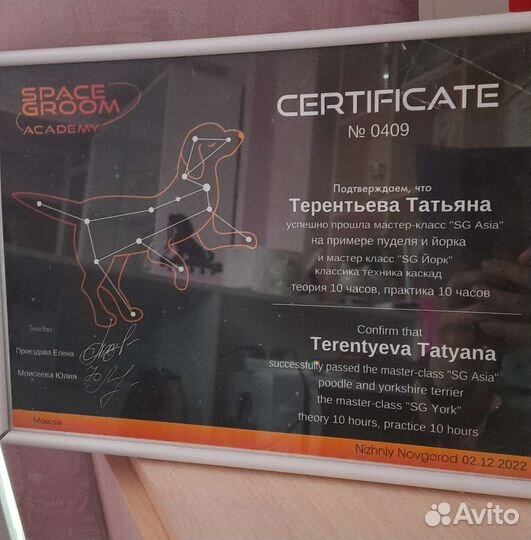 SPACE
GROOM
ACADEMY
CERTIFICATE
№ 0409
Подтверждаем, что
Терентьева Татьяна
успешно прошла мастер-класс "SG Asia"
на примере пуделя и йорка
и мастер класс "SG Йорк"
классика техника каскад
теория 10 часов, практика 10 часов
Confirm that
Terentyeva Tatyana
successfully passed the master-class "SG Asia"
poodle and yorkshire terrier
the master-class "SG York"
theory 10 hours, practice 10 hours
Teacher:
Проездова Елена
Моисеева Юлия
Moscow
Nizhniy Novgorod 02.12.2022
Avito